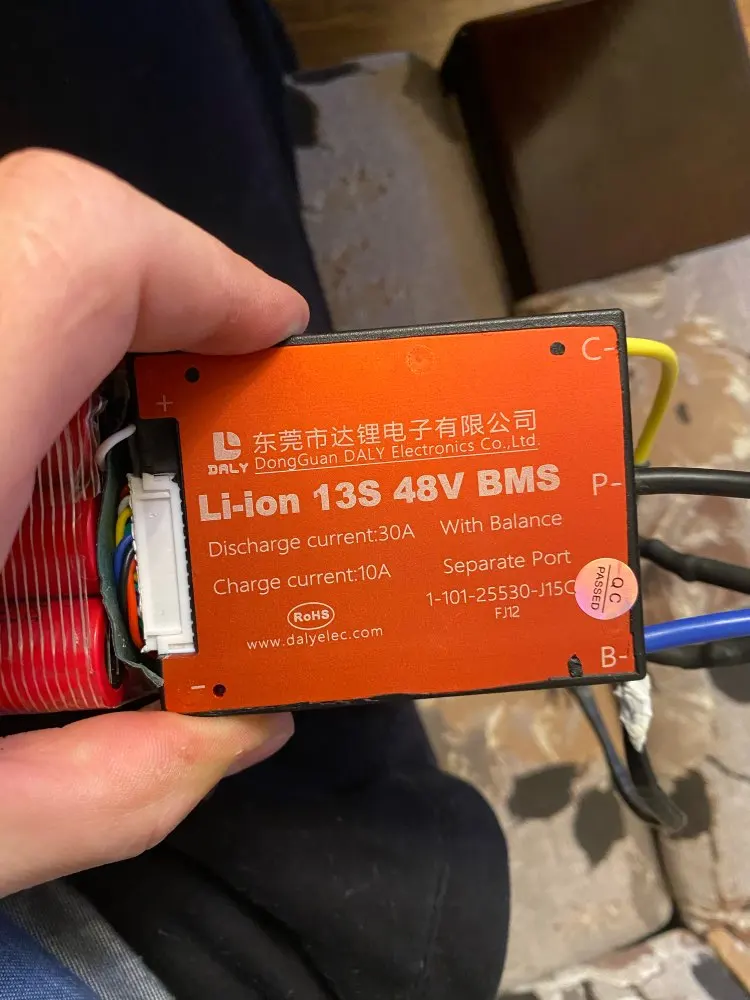 +
C-
DALY
东莞市达锂电子有限公司
DongGuan DALY Electronics Co.,Ltd.
Li-ion 13S 48V BMS
P-
Discharge current:30A With Balance
Charge current:10A Separate Port
1-101-25530-J15
FJ12
QC
PASSED
RoHS
www.dalyelec.com
B-
-